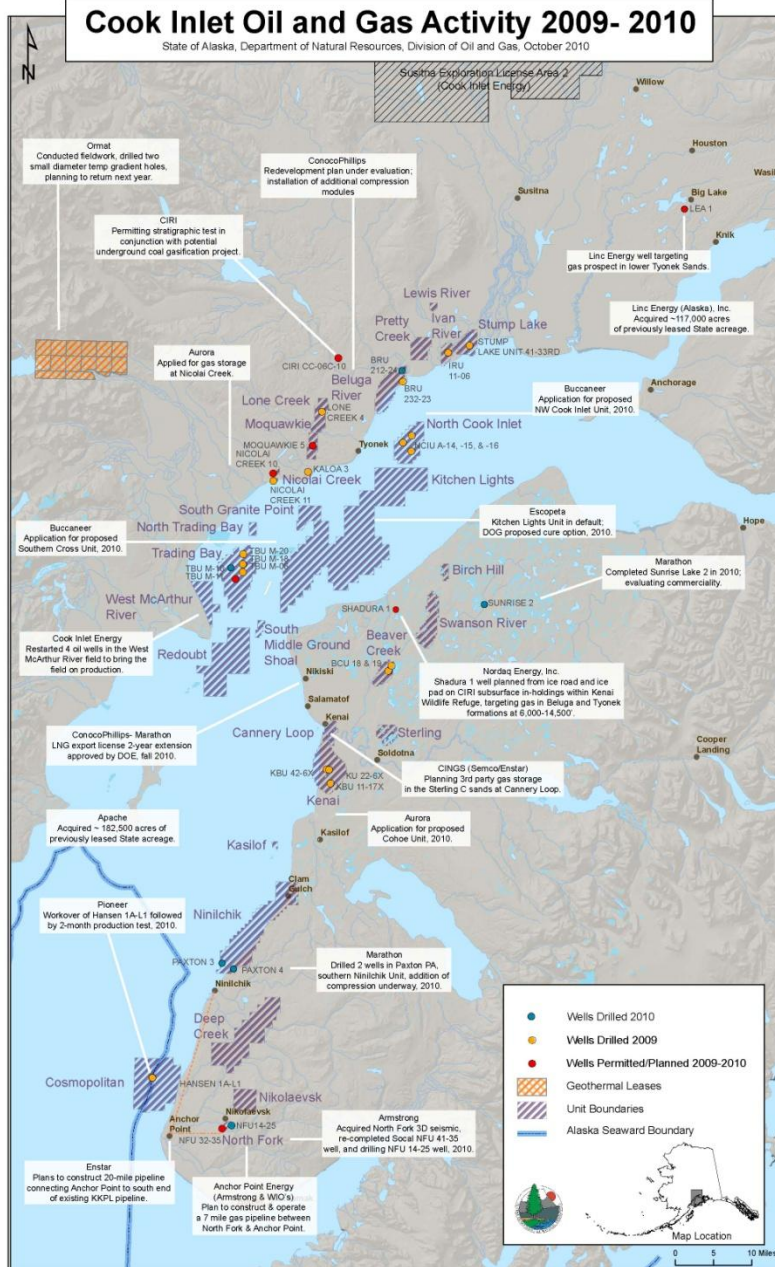 Cook Inlet Oil and Gas Activity 2009- 2010
State of Alaska, Department of Natural Resources, Division of Oil and Gas, October 2010
N
Susitna Exploration License Area 2
(Cook Inlet Energy)
Willow
Ormat
Conducted fieldwork, drilled two
small diameter temp gradient holes,
planning to return next year.
Houston
ConocoPhillips
Redevelopment plan under evaluation;
installation of additional compression
modules
Susitna
Big Lake
LEA 1
CIRI
Permitting stratigraphic test in
conjunction with potential
underground coal gasification project.
Knik
Linc Energy well targeting
gas prospect in lower Tyonek Sands.
Lewis River
Ivan
River
Stump Lake
Pretty
Creek
STUMP
LAKE UNIT 41-33RD
Linc Energy (Alaska), Inc.
Acquired ~117,000 acres
of previously leased State acreage.
Aurora
Applied for gas storage
at Nicolai Creek.
CIRI CC-06C-10
BRU
212-24
IRU
11-06
Beluga
River
BRU
232-23
Anchorage
Lone Creek
LONE
CREEK 4
Buccaneer
Application for proposed
NW Cook Inlet Unit, 2010.
Moquawkie
North Cook Inlet
MOQUAWKIE 5
Tyonek
NCIU A-14, -15, & -16
NICOLAI
CREEK 10
KALOA 3
Nicolai Creek
Kitchen Lights
NICOLAI
CREEK 11
South Granite Point
Buccaneer
Application for proposed
Southern Cross Unit, 2010.
North Trading Bay
Escopeta
Kitchen Lights Unit in default;
DOG proposed cure option, 2010.
Hope
Trading Bay
TBU M-20
TBU M-18
Marathon
Completed Sunrise Lake 2 in 2010;
evaluating commerciality.
Birch Hill
West McArthur
River
SHADURA 1
SUNRISE 2
Swanson River
Cook Inlet Energy
Restarted 4 oil wells in the West
McArthur River field to bring the
field on production.
South
Middle Ground
Shoal
Beaver
Creek
Redoubt
BCU 18 & 19
Nikiski
Nordaq Energy, Inc.
Shadura 1 well planned from ice road and ice
pad on CIRI subsurface in-holdings within Kenai
Wildlife Refuge, targeting gas in Beluga and Tyonek
formations at 6,000-14,500'.
Salamatof
Kenai
ConocoPhillips- Marathon
LNG export license 2-year extension
approved by DOE, fall 2010.
Cannery Loop
Sterling
Cooper
Landing
Soldotna
CINGS (Semco/Enstar)
Planning 3rd party gas storage
in the Sterling C sands at Cannery Loop.
KBU 42-6X
KU 22-6X
KBU 11-17X
Kenai
Apache
Acquired ~ 182,500 acres of
previously leased State acreage.
Aurora
Application for proposed
Cohoe Unit, 2010.
Kasilof
Kasilof
Clam
Gulch
Pioneer
Workover of Hansen 1A-L1 followed
by 2-month production test, 2010.
Ninilchik
PAXTON 3
PAXTON 4
Marathon
Drilled 2 wells in Paxton PA,
southern Ninilchik Unit, addition of
compression underway, 2010.
Ninilchik
Deep
Creek
Wells Drilled 2010
Wells Drilled 2009
Wells Permitted/Planned 2009-2010
Geothermal Leases
Unit Boundaries
Alaska Seaward Boundary
Map Location
0 5 10 Miles
Cosmopolitan
HANSEN 1A-L1
Nikolaevsk
Anchor
Point
Nikolaevsk
NFU14-25
NFU 32-35
North Fork
Armstrong
Acquired North Fork 3D seismic,
re-completed Socal NFU 41-35
well, and drilling NFU 14-25 well, 2010.
Enstar
Plans to construct 20-mile pipeline
connecting Anchor Point to south end
of existing KKPL pipeline.
Anchor Point Energy
(Armstrong & WIO's)
Plan to construct & operate
a 7 mile gas pipeline between
North Fork & Anchor Point.